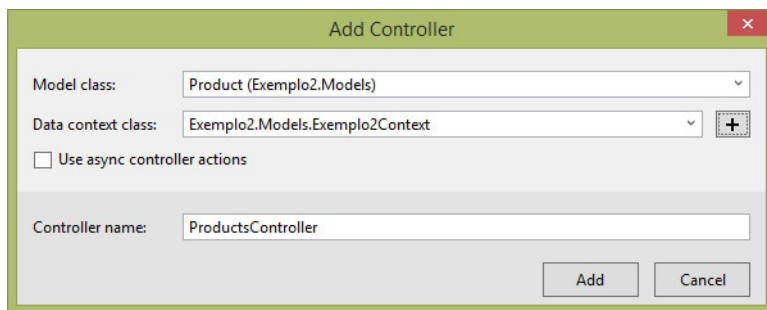 Add Controller
Model class: Product (Exemplo2.Models)
Data context class: Exemplo2.Models.Exemplo2Context +
Use async controller actions
Controller name: ProductsController
Add Cancel